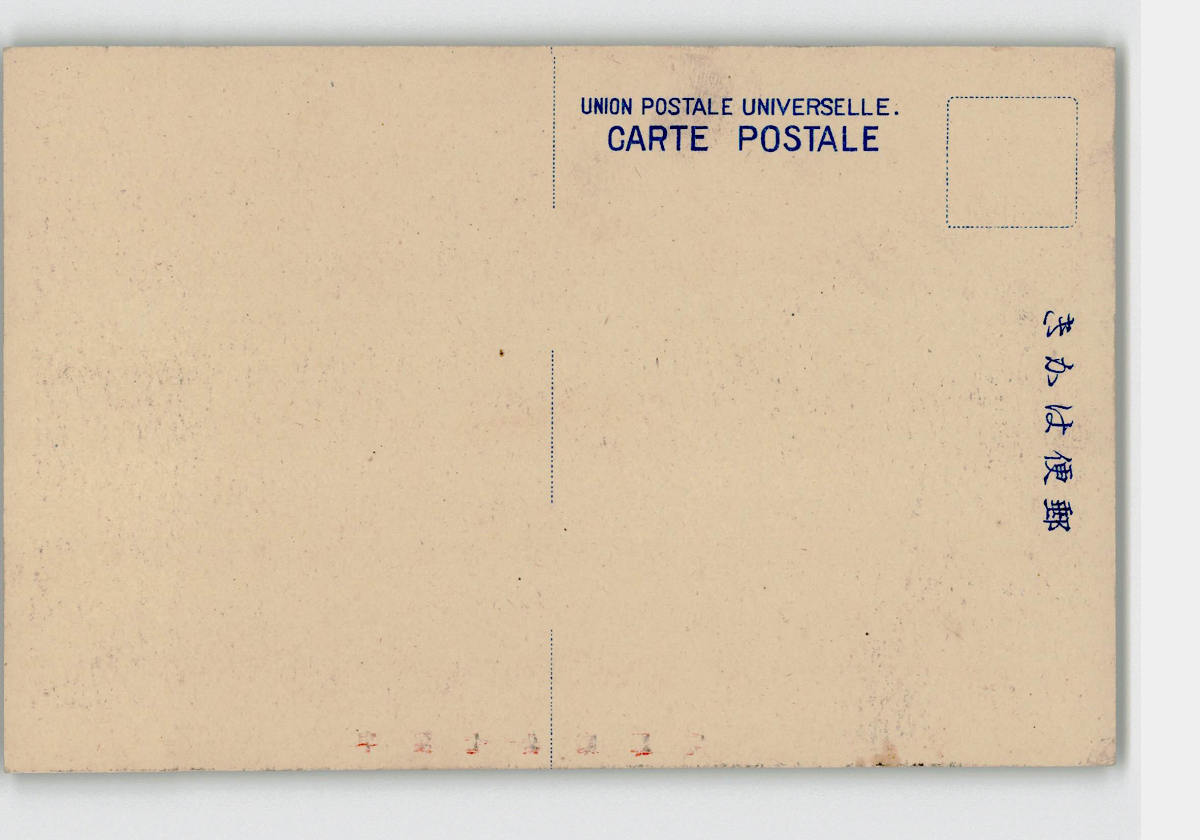 UNION POSTALE UNIVERSELLE.
CARTE POSTALE
きかは便郵